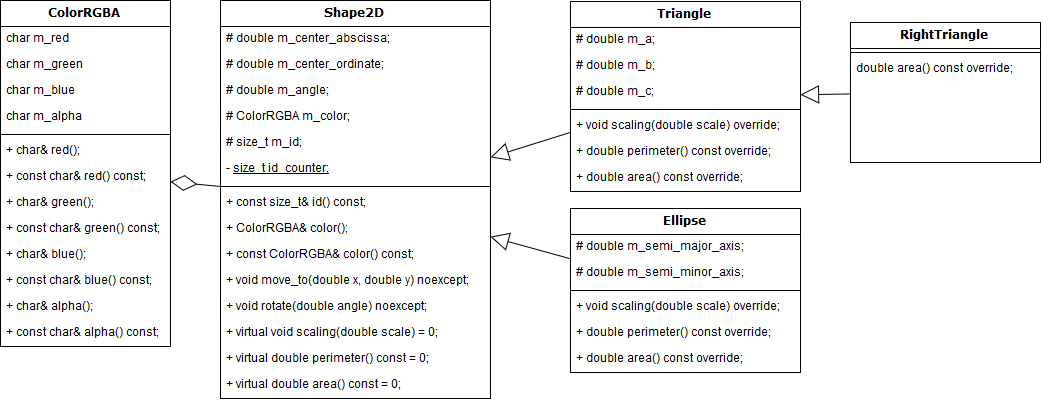 ColorRGBA
char m_red
char m_green
char m_blue
char m_alpha
+ char& red();
+ const char& red() const;
+ char& green();
+ const char& green() const;
+ char& blue();
+ const char& blue() const;
+ char& alpha();
+ const char& alpha() const;
Shape2D
# double m_center_abscissa;
# double m_center_ordinate;
# double m_angle;
# ColorRGBA m_color;
# size_t m_id;
- size_t id_counter;
+ const size_t& id() const;
+ ColorRGBA& color();
+ const ColorRGBA& color() const;
+ void move_to(double x, double y) noexcept;
+ void rotate(double angle) noexcept;
+ virtual void scaling(double scale) = 0;
+ virtual double perimeter() const = 0;
+ virtual double area() const = 0;
Triangle
# double m_a;
# double m_b;
# double m_c;
+ void scaling(double scale) override;
+ double perimeter() const override;
+ double area() const override;
Ellipse
# double m_semi_major_axis;
# double m_semi_minor_axis;
+ void scaling(double scale) override;
+ double perimeter() const override;
+ double area() const override;
RightTriangle
double area() const override;